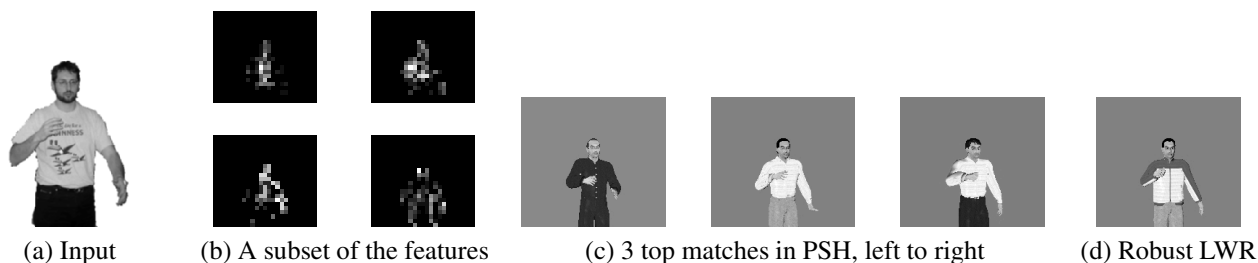 (a) Input
(b) A subset of the features
(c) 3 top matches in PSH, left to right
(d) Robust LWR